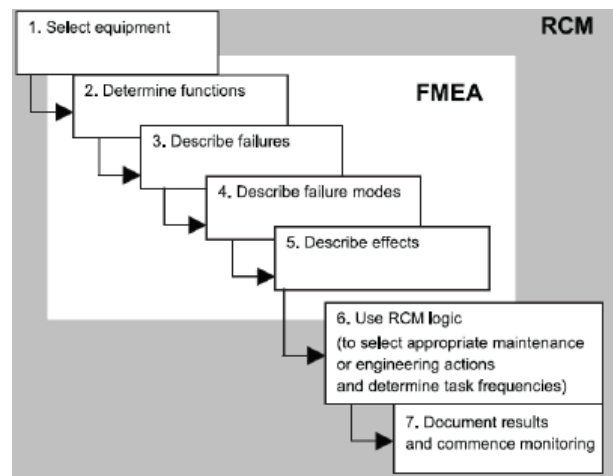 1. Select equipment
RCM
2. Determine functions
FMEA
3. Describe failures
4. Describe failure modes
5. Describe effects
6. Use RCM logic
(to select appropriate maintenance
or engineering actions
and determine task frequencies)
7. Document results
and commence monitoring